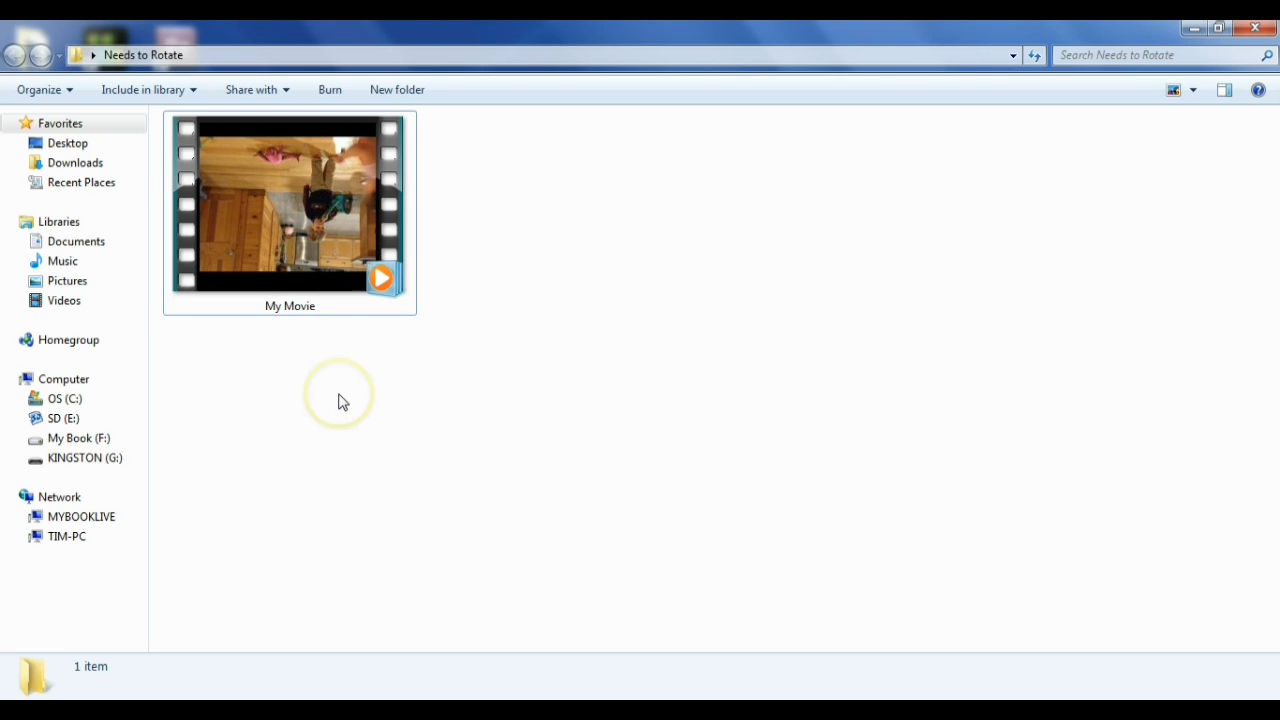 Needs to Rotate
Search Needs to Rotate
Organize
Include in library
Share with
Burn
New folder
Favorites
Desktop
Downloads
Recent Places
Libraries
Documents
Music
Pictures
Videos
Homegroup
Computer
OS (C:)
SD (E:)
My Book (F:)
KINGSTON (G:)
Network
MYBOOKLIVE
TIM-PC
My Movie
1 item